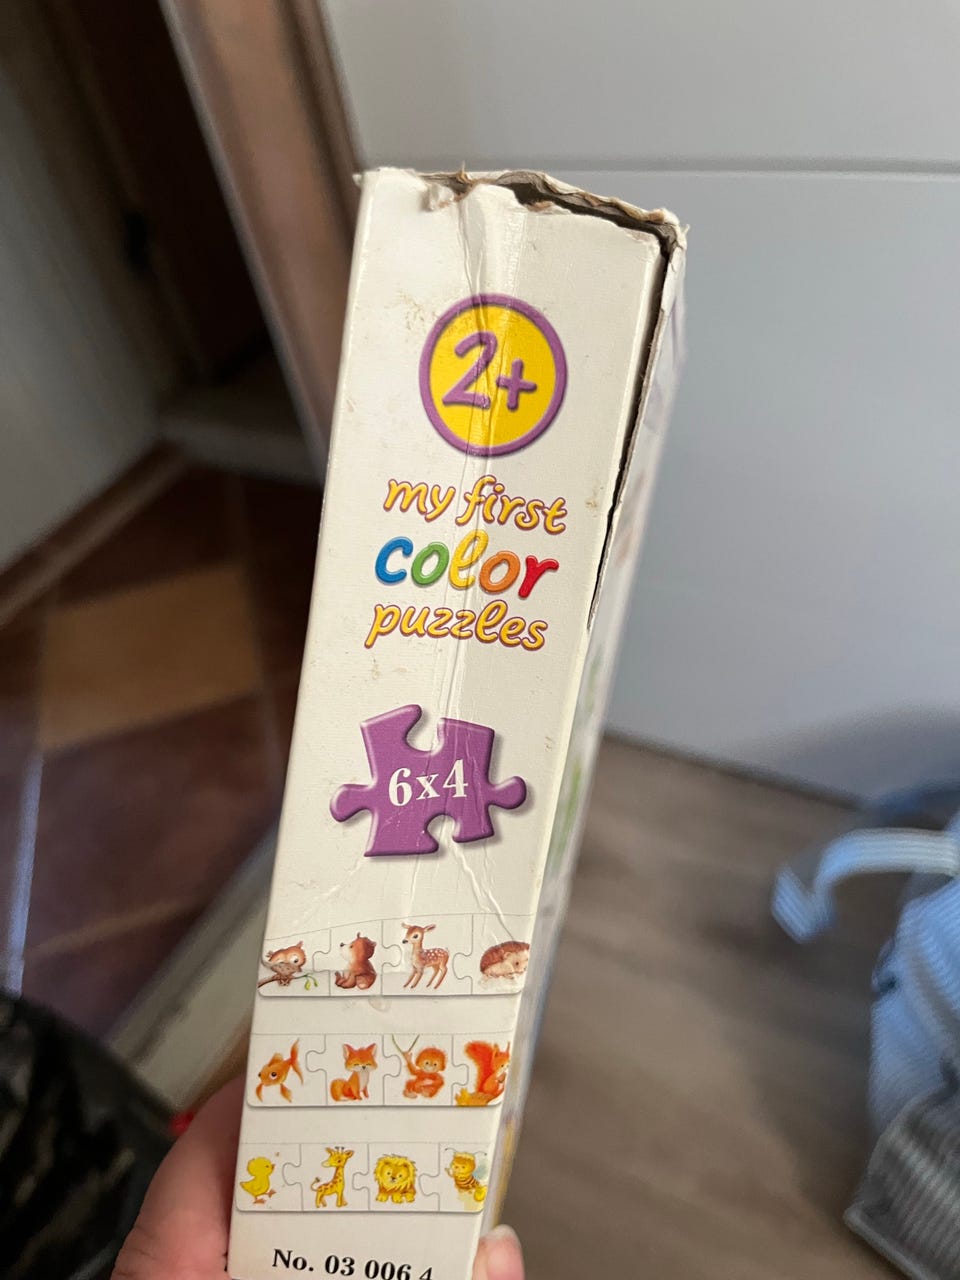 2+
my first
color
puzzles
6x4
No. 03 006 4